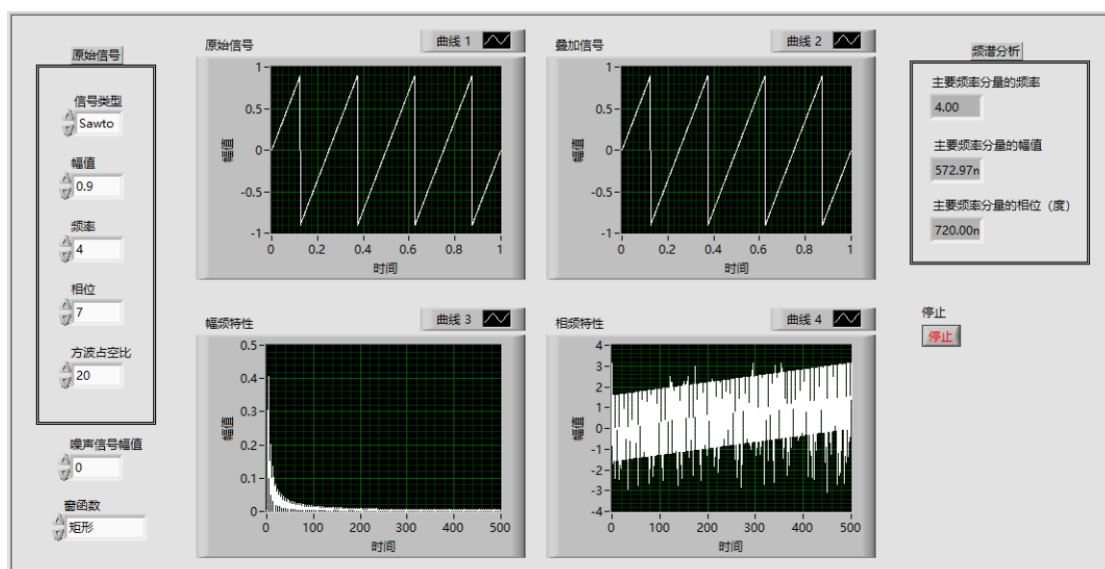 原始信号
信号类型
Sawto
幅值
0.9
频率
4
相位
7
方波占空比
20
噪声信号幅值
0
窗函数
矩形
原始信号
曲线 1
幅值
1
0.5
0
-0.5
-1
0 0.2 0.4 0.6 0.8 1
时间
叠加信号
曲线 2
幅值
1
0.5
0
-0.5
-1
0 0.2 0.4 0.6 0.8 1
时间
幅频特性
曲线 3
幅值
0.5
0.4
0.3
0.2
0.1
0
0 100 200 300 400 500
时间
相频特性
曲线 4
幅值
4
3
2
1
0
-1
-2
-3
-4
0 100 200 300 400 500
时间
频谱分析
主要频率分量的频率
4.00
主要频率分量的幅值
572.97n
主要频率分量的相位（度）
720.00n
停止
停止